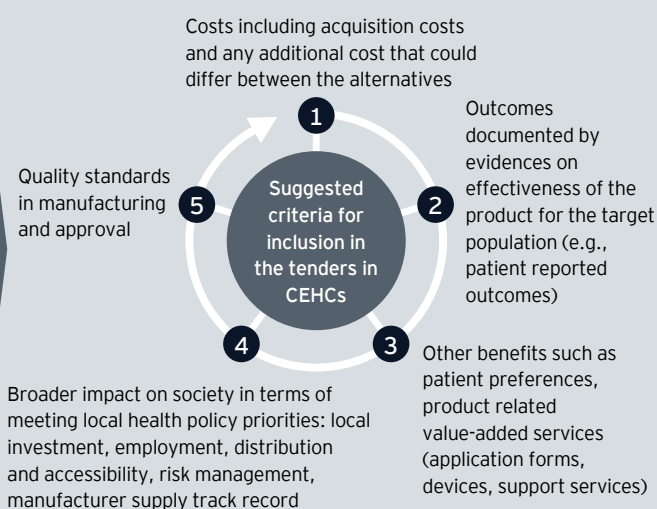 Costs including acquisition costs
and any additional cost that could
differ between the alternatives
1
Outcomes
documented by
evidences on
effectiveness of the
product for the target
population (e.g.,
patient reported
outcomes)
2
Other benefits such as
patient preferences,
product related
value-added services
(application forms,
devices, support services)
3
Broader impact on society in terms of
meeting local health policy priorities: local
investment, employment, distribution
and accessibility, risk management,
manufacturer supply track record
4
Quality standards
in manufacturing
and approval
5
Suggested
criteria for
inclusion in
the tenders in
CEHCs